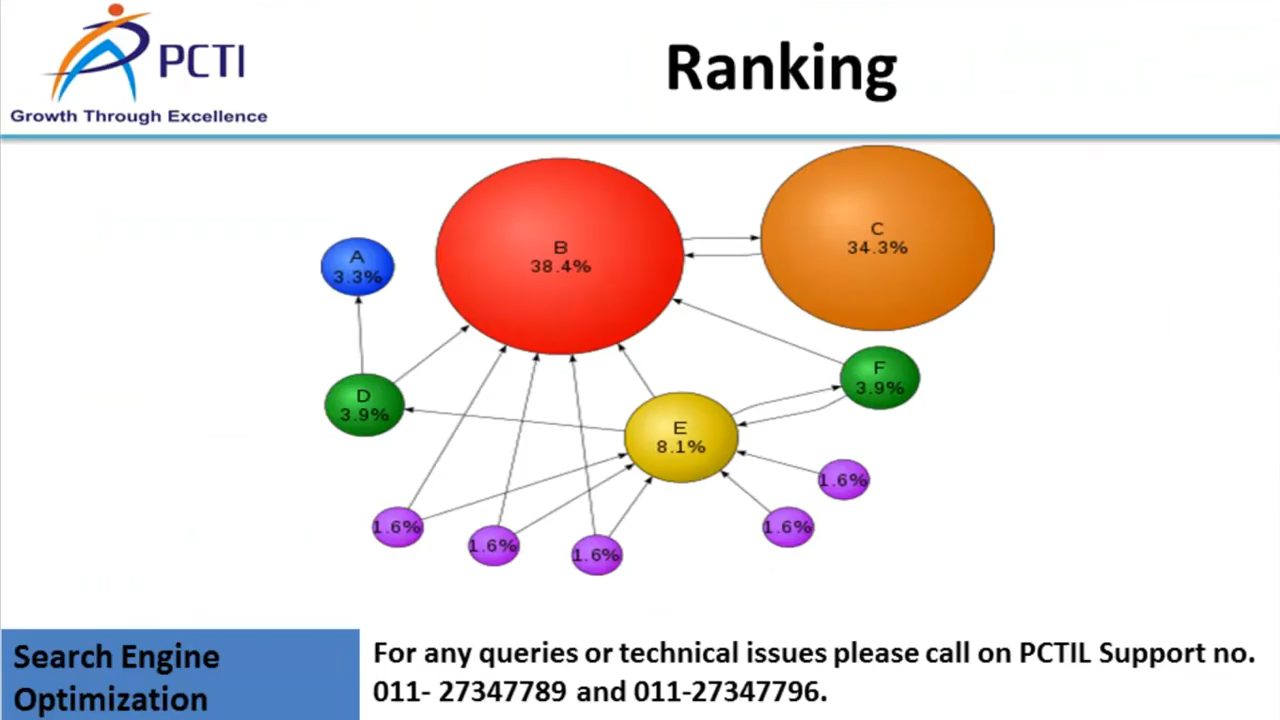 PCTI
Growth Through Excellence
Ranking
A
3.3%
B
38.4%
C
34.3%
D
3.9%
E
8.1%
F
3.9%
1.6%
1.6%
1.6%
1.6%
1.6%
Search Engine
Optimization
For any queries or technical issues please call on PCTIL Support no.
011- 27347789 and 011-27347796.